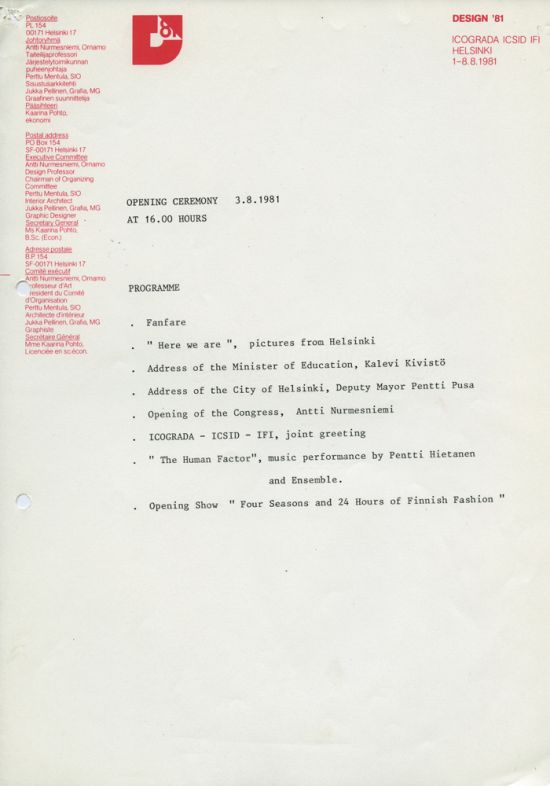 Postiosoite
PL 154
00171 Helsinki 17
Johtoryhmä
Antti Nurmesniemi, Ornamo
Taiteilijaprofessori
Järjestelytoimikunnan
puheenjohtaja
Perttu Mentula, SIO
Sisustusarkkitehti
Jukka Pellinen, Grafia, MG
Graafinen suunnittelija
Pääsihteeri
Kaarina Pohto,
ekonomi
Postal address
PO Box 154
SF-00171 Helsinki 17
Executive Committee
Antti Nurmesniemi, Ornamo
Design Professor
Chairman of Organizing
Committee
Perttu Mentula, SIO
Interior Architect
Jukka Pellinen, Grafia, MG
Graphic Designer
Secretary General
Ms Kaarina Pohto,
B.Sc. (Econ.)
Adresse postale
B.P. 154
SF-00171 Helsinki 17
Comité exécutif
Antti Nurmesniemi, Ornamo
rofesseur d'Art
resident du Comité
d'Organisation
Perttu Mentula, SIO
Architecte d'intérieur
Jukka Pellinen, Grafia, MG
Graphiste
Secrétaire Général
Mme Kaarina Pohto,
Licenciée en sc.écon.
D 81
DESIGN '81
ICOGRADA ICSID IFI
HELSINKI
1-8.8.1981
OPENING CEREMONY 3.8.1981
AT 16.00 HOURS
PROGRAMME
. Fanfare
. " Here we are ", pictures from Helsinki
. Address of the Minister of Education, Kalevi Kivistö
. Address of the City of Helsinki, Deputy Mayor Pentti Pusa
. Opening of the Congress, Antti Nurmesniemi
. ICOGRADA - ICSID - IFI, joint greeting
. " The Human Factor", music performance by Pentti Hietanen
and Ensemble.
. Opening Show " Four Seasons and 24 Hours of Finnish Fashion "